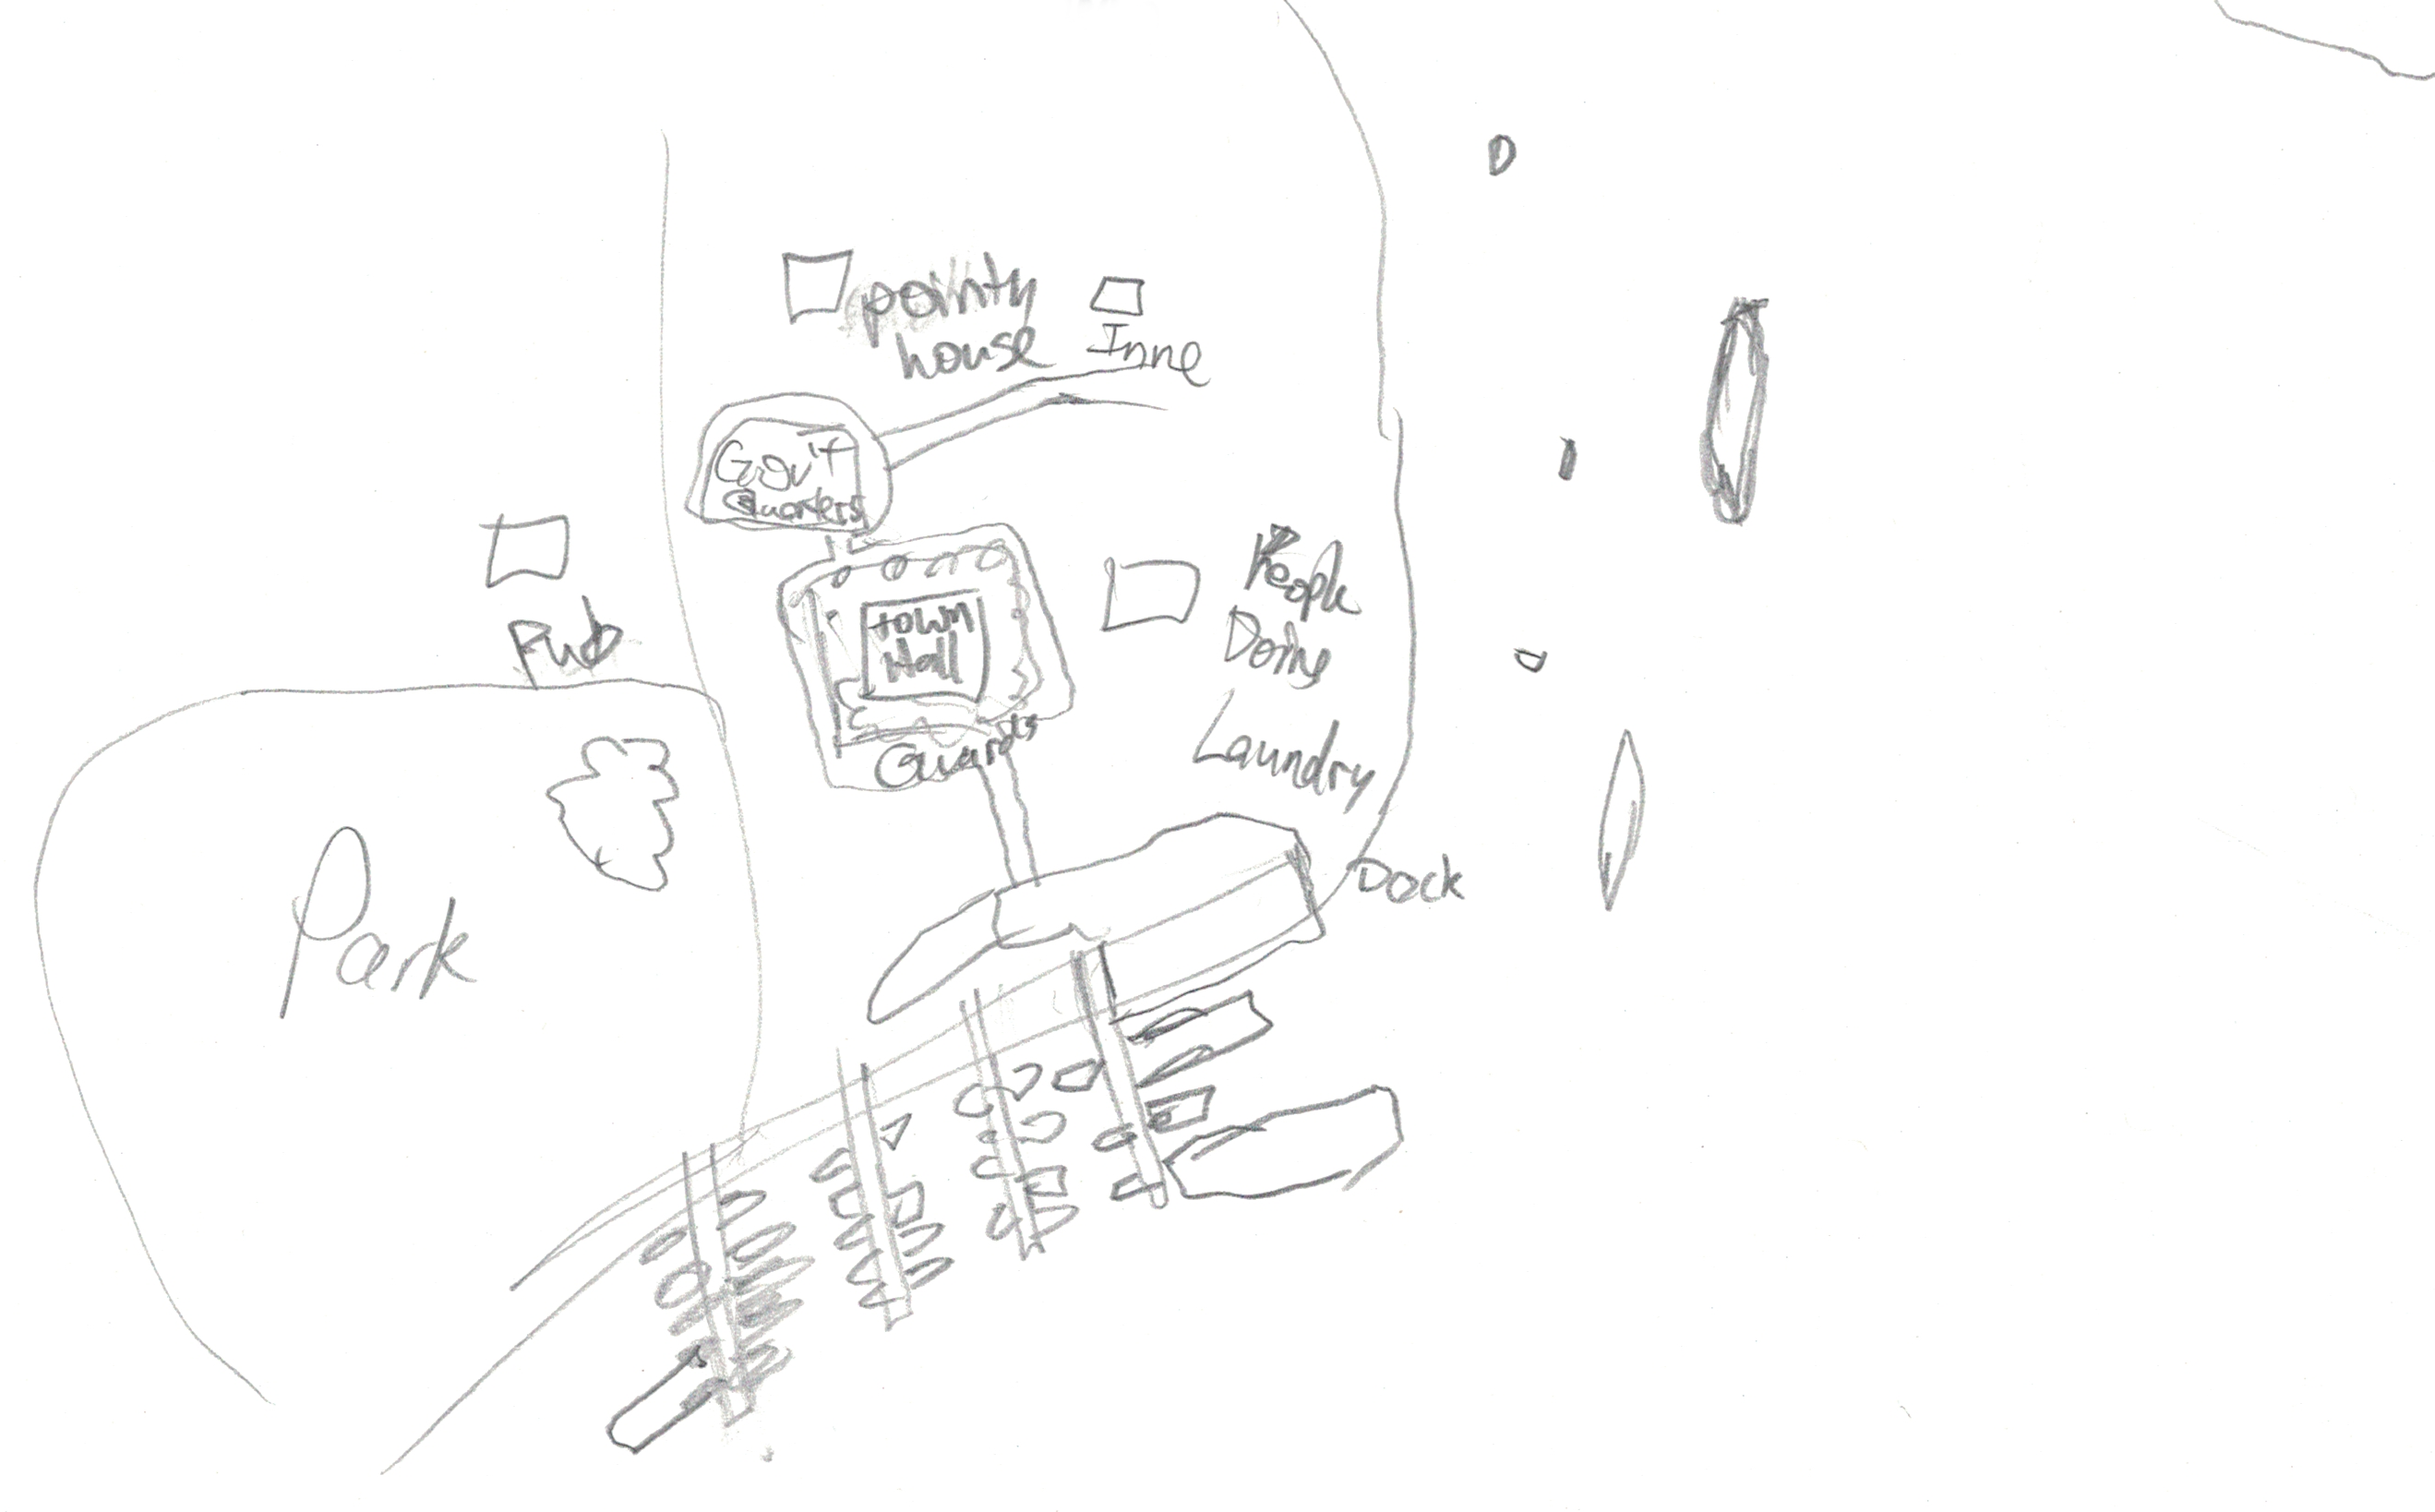 pointy
house
Inne
Gov't
Quarters
People
Doing
Laundry
Pub
town
Hall
Guards
Dock
Park